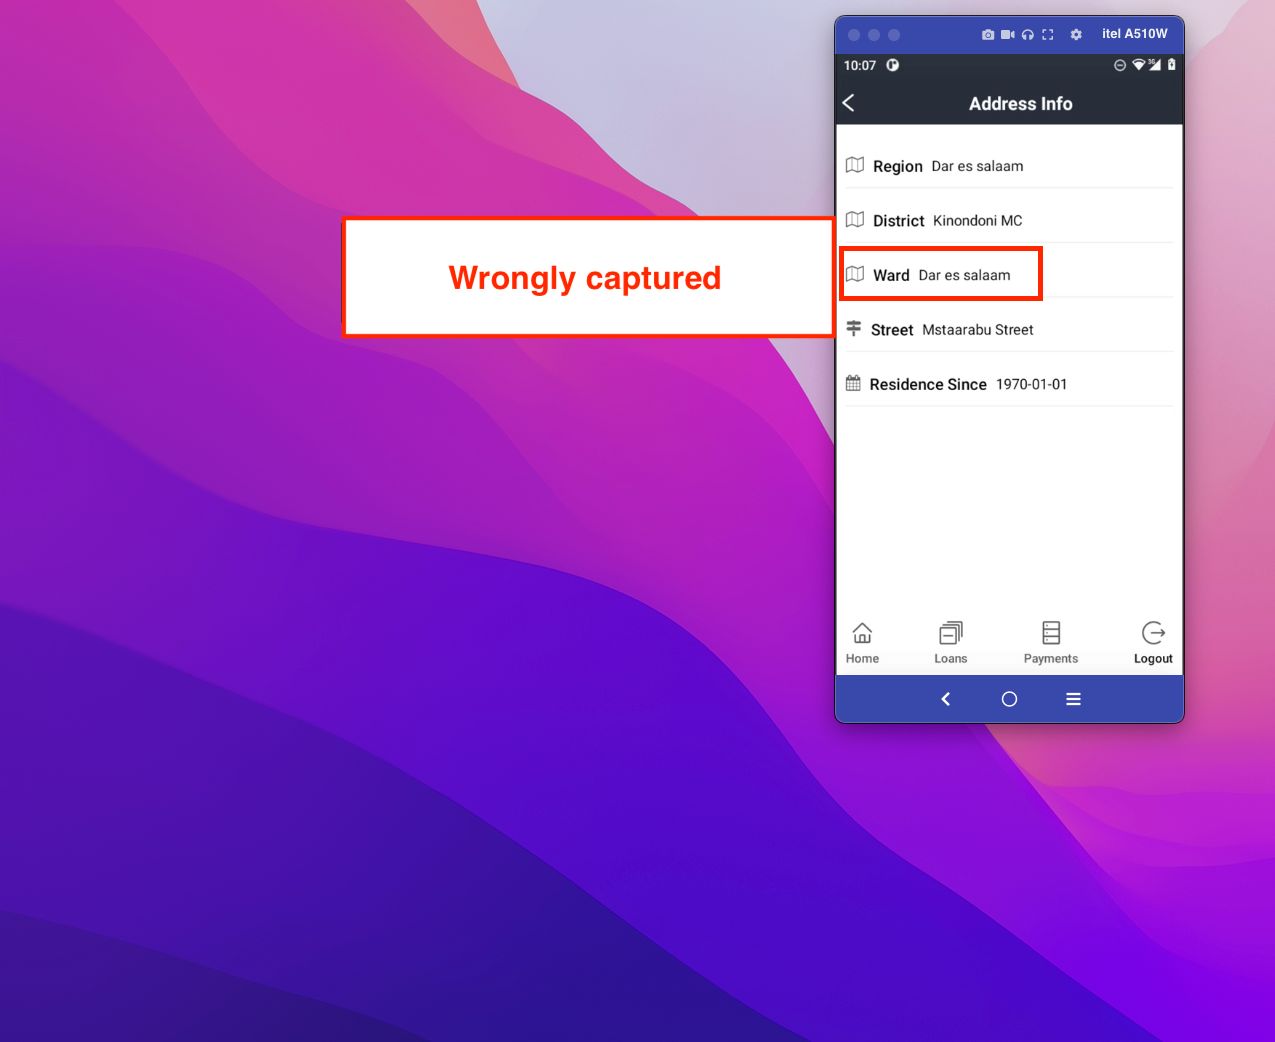 itel A510W
10:07
3G
Address Info
Region Dar es salaam
District Kinondoni MC
Wrongly captured
Ward Dar es salaam
Street Mstaarabu Street
Residence Since 1970-01-01
Home Loans Payments Logout